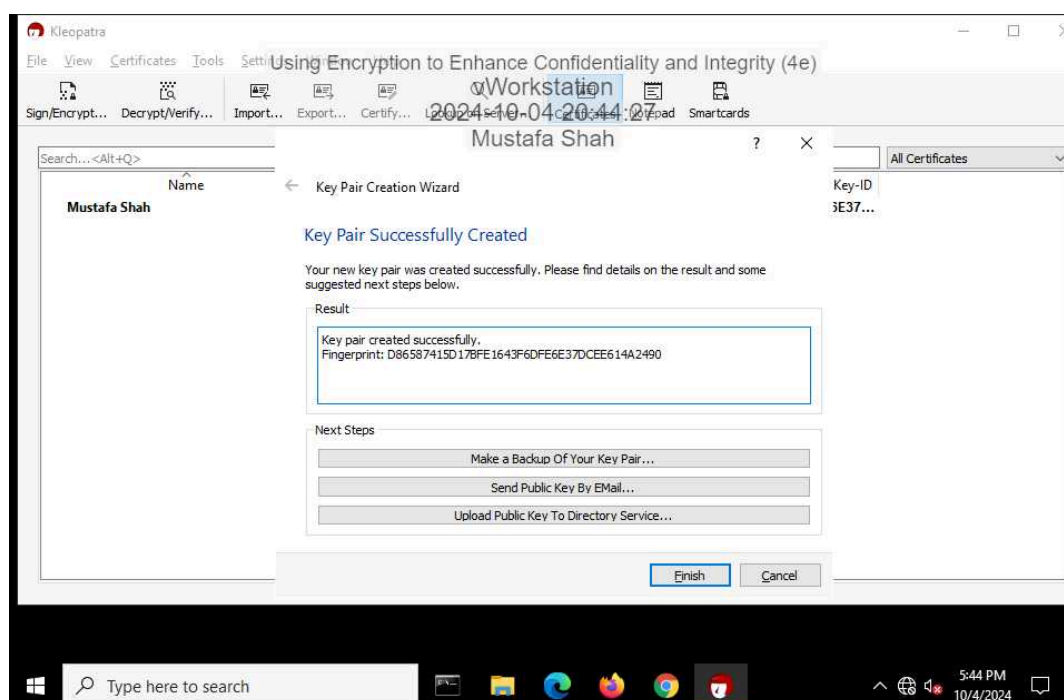 Kleopatra
File View Certificates Tools
Using Encryption to Enhance Confidentiality and Integrity (4e)
vWorkstation
2024-10-04 20:44:27
Mustafa Shah
Sign/Encrypt... Decrypt/Verify... Import... Export... Certify... Notepad Smartcards
Search...<Alt+Q>
All Certificates
Name
Key-ID
Mustafa Shah
6E37...
?
Key Pair Creation Wizard
Key Pair Successfully Created
Your new key pair was created successfully. Please find details on the result and some
suggested next steps below.
Result
Key pair created successfully.
Fingerprint: D86587415D17BFE1643F6DFE6E37DCEE614A2490
Next Steps
Make a Backup Of Your Key Pair...
Send Public Key By EMail...
Upload Public Key To Directory Service...
Finish Cancel
Type here to search
5:44 PM
10/4/2024